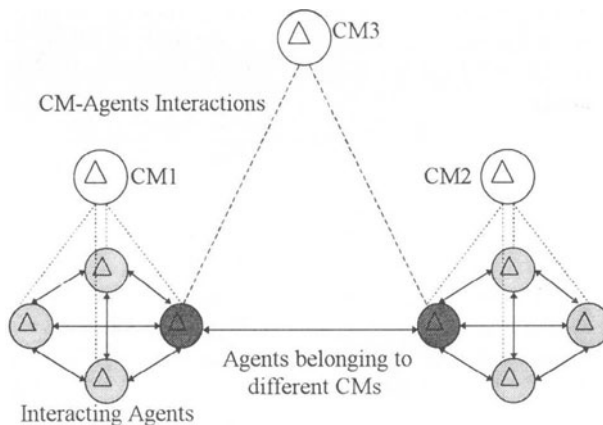 CM3
CM-Agents Interactions
CM1
CM2
Agents belonging to
different CMs
Interacting Agents